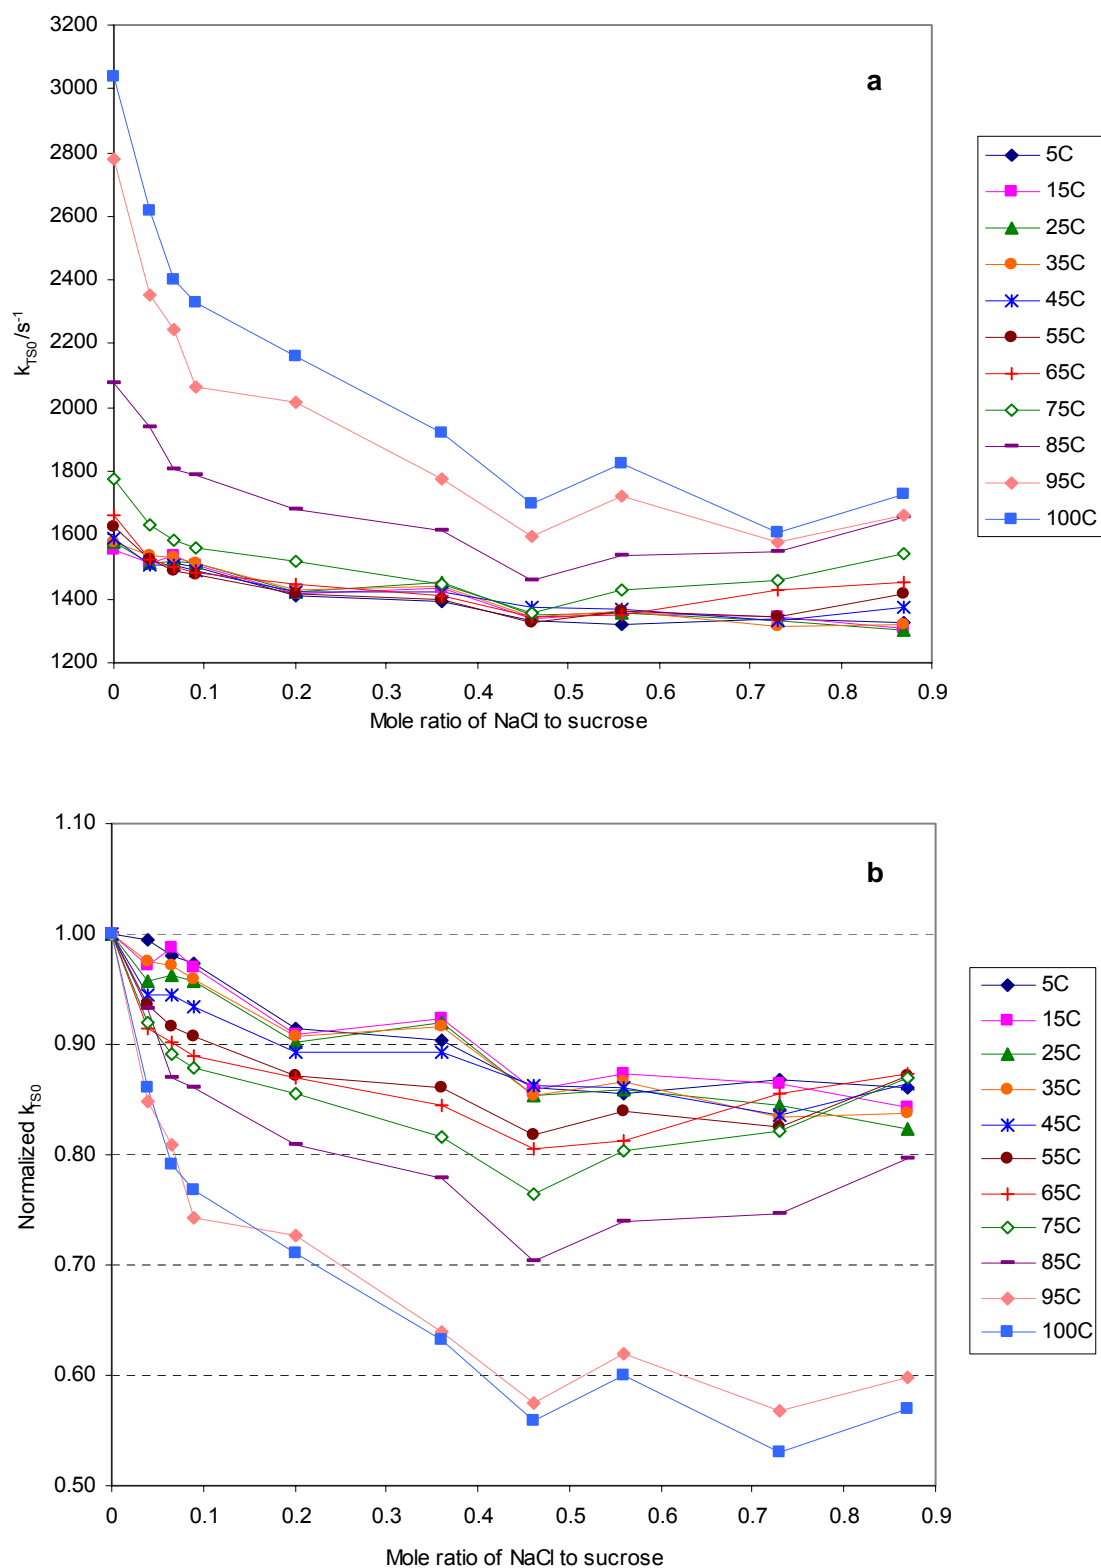 3200
3000
2800
2600
2400
2200
2000
1800
1600
1400
1200
k_TS0/s⁻¹
a
0 0.1 0.2 0.3 0.4 0.5 0.6 0.7 0.8 0.9
Mole ratio of NaCl to sucrose
5C
15C
25C
35C
45C
55C
65C
75C
85C
95C
100C
1.10
1.00
0.90
0.80
0.70
0.60
0.50
Normalized k_TS0
b
0 0.1 0.2 0.3 0.4 0.5 0.6 0.7 0.8 0.9
Mole ratio of NaCl to sucrose
5C
15C
25C
35C
45C
55C
65C
75C
85C
95C
100C